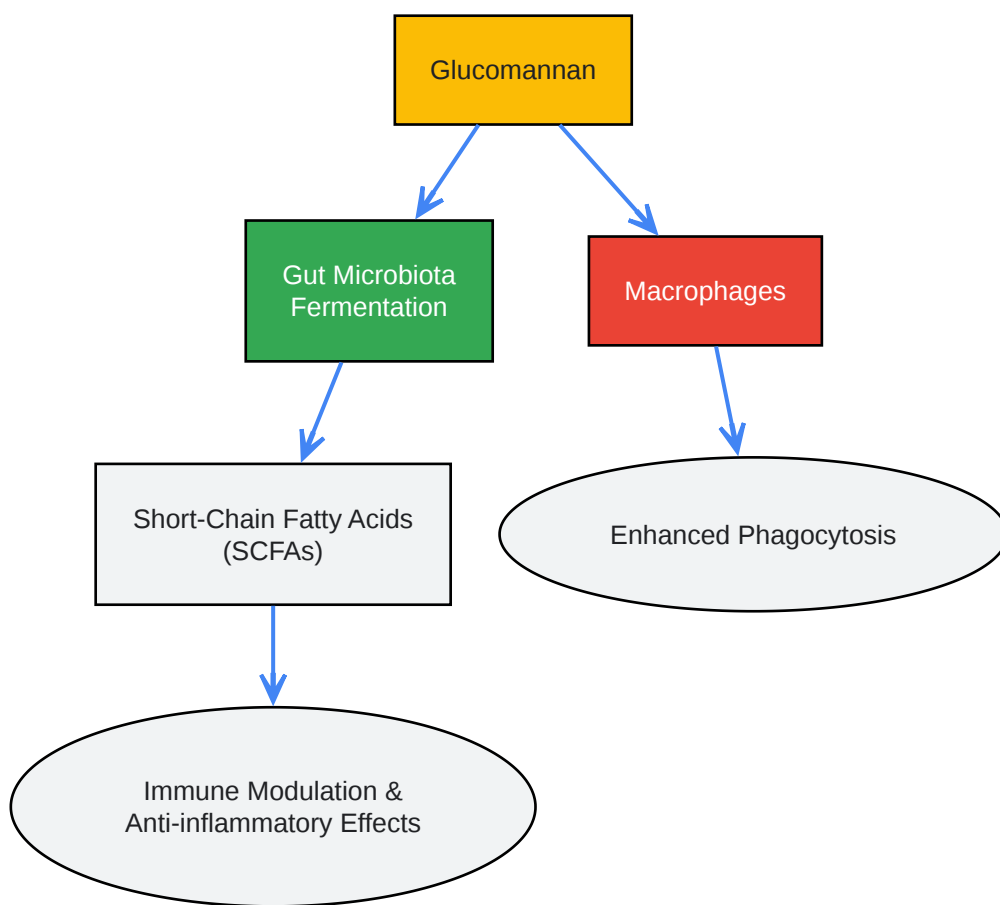 Glucomannan
Gut Microbiota
Fermentation
Macrophages
Short-Chain Fatty Acids
(SCFAs)
Enhanced Phagocytosis
Immune Modulation &
Anti-inflammatory Effects